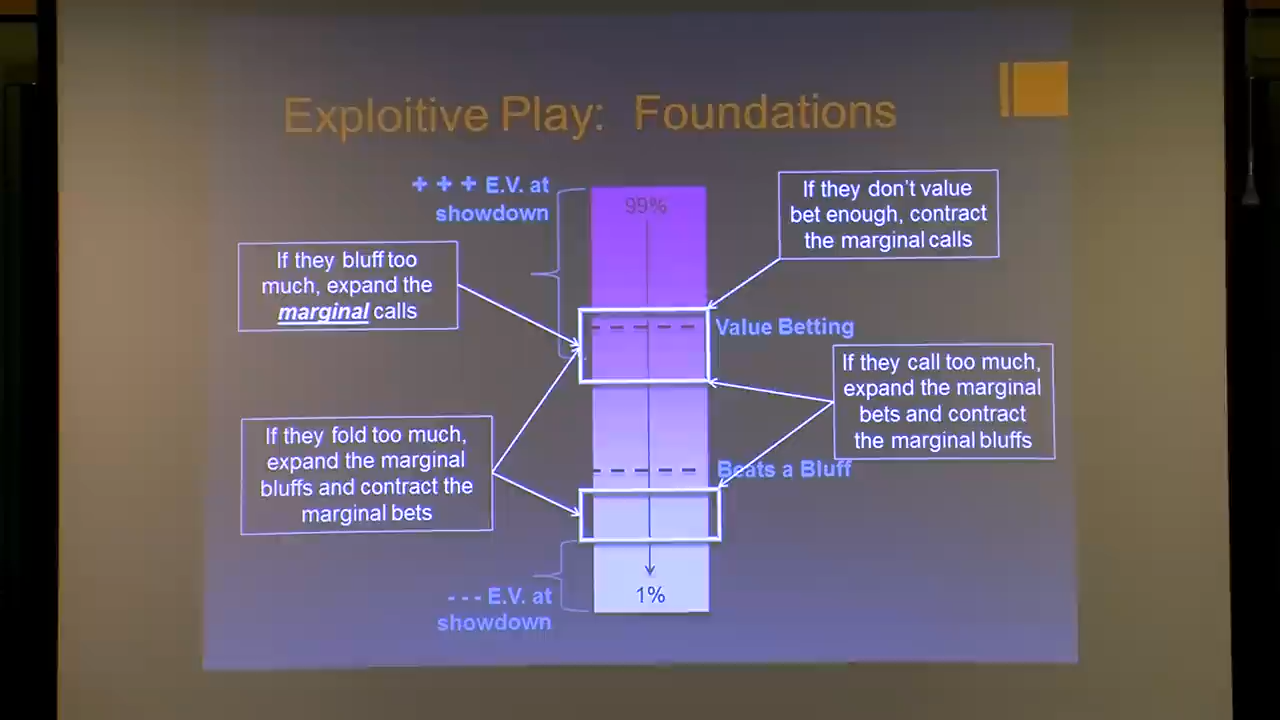 Exploitive Play: Foundations
+ + + E.V. at
showdown
99%
If they don't value
bet enough, contract
the marginal calls
If they bluff too
much, expand the
marginal calls
Value Betting
If they call too much,
expand the marginal
bets and contract
the marginal bluffs
If they fold too much,
expand the marginal
bluffs and contract the
marginal bets
Beats a Bluff
- - - E.V. at
showdown
1%